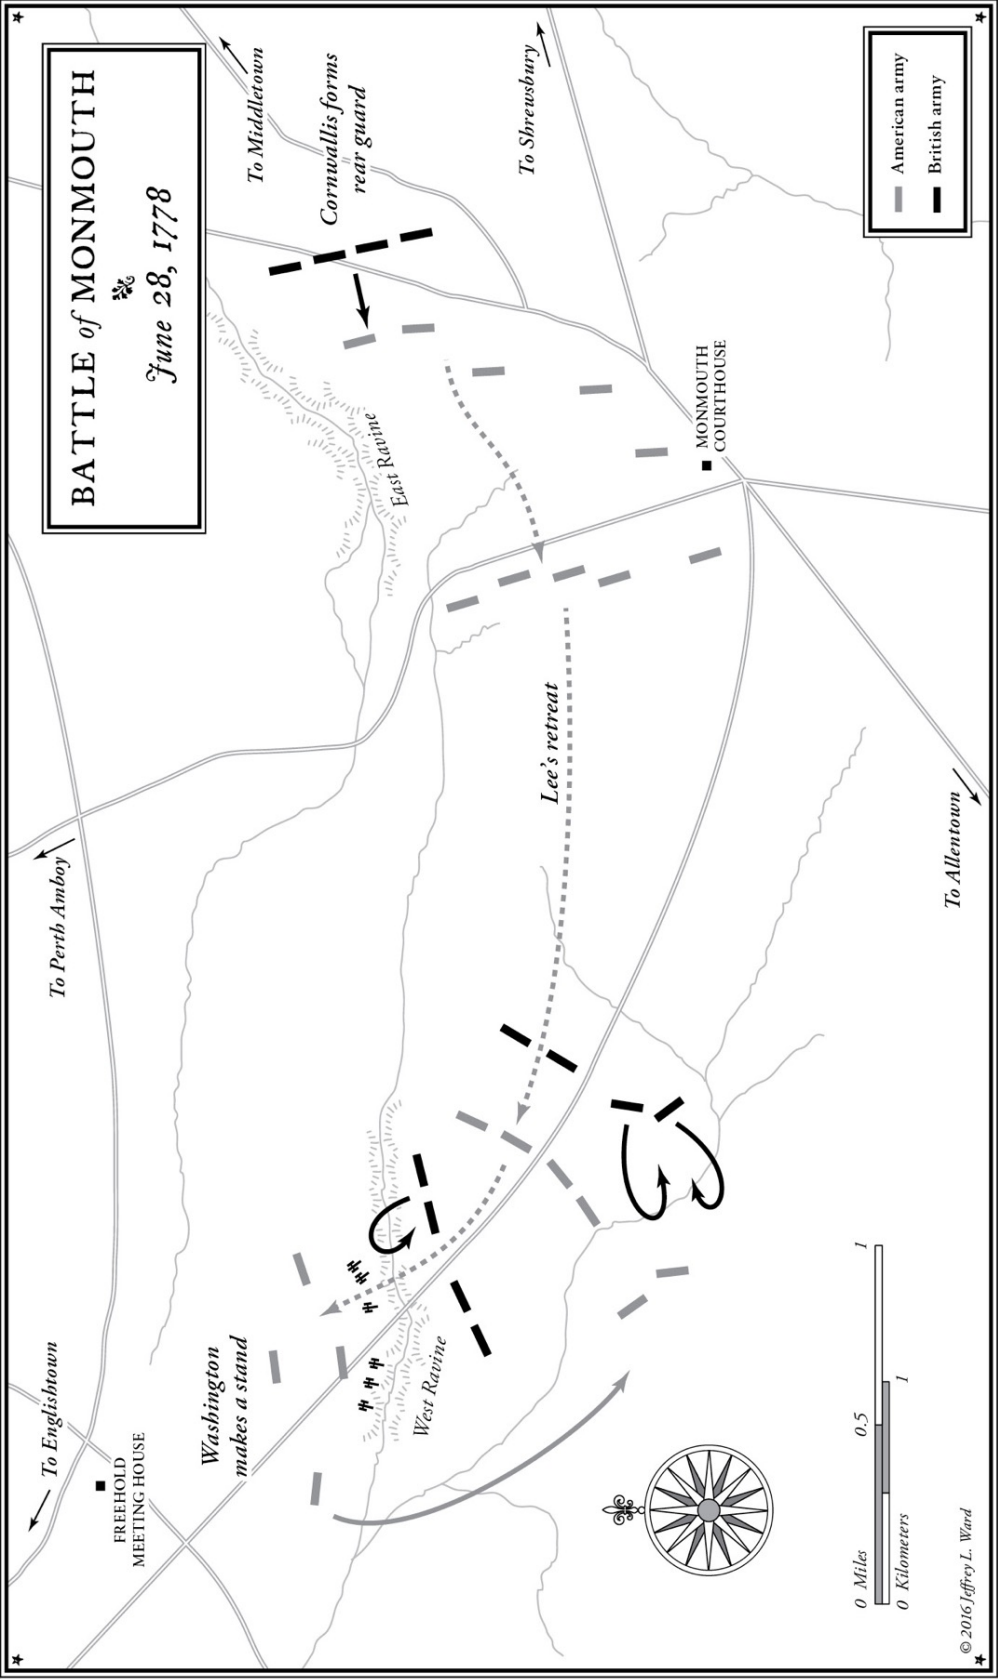 BATTLE of MONMOUTH
June 28, 1778
To Englishtown
FREEHOLD
MEETING HOUSE
To Perth Amboy
To Middletown
Cornwallis forms
rear guard
To Shrewsbury
East Ravine
Washington
makes a stand
West Ravine
Lee's retreat
MONMOUTH
COURTHOUSE
To Allentown
American army
British army
0 Miles 0.5 1
0 Kilometers 1
© 2016 Jeffrey L. Ward